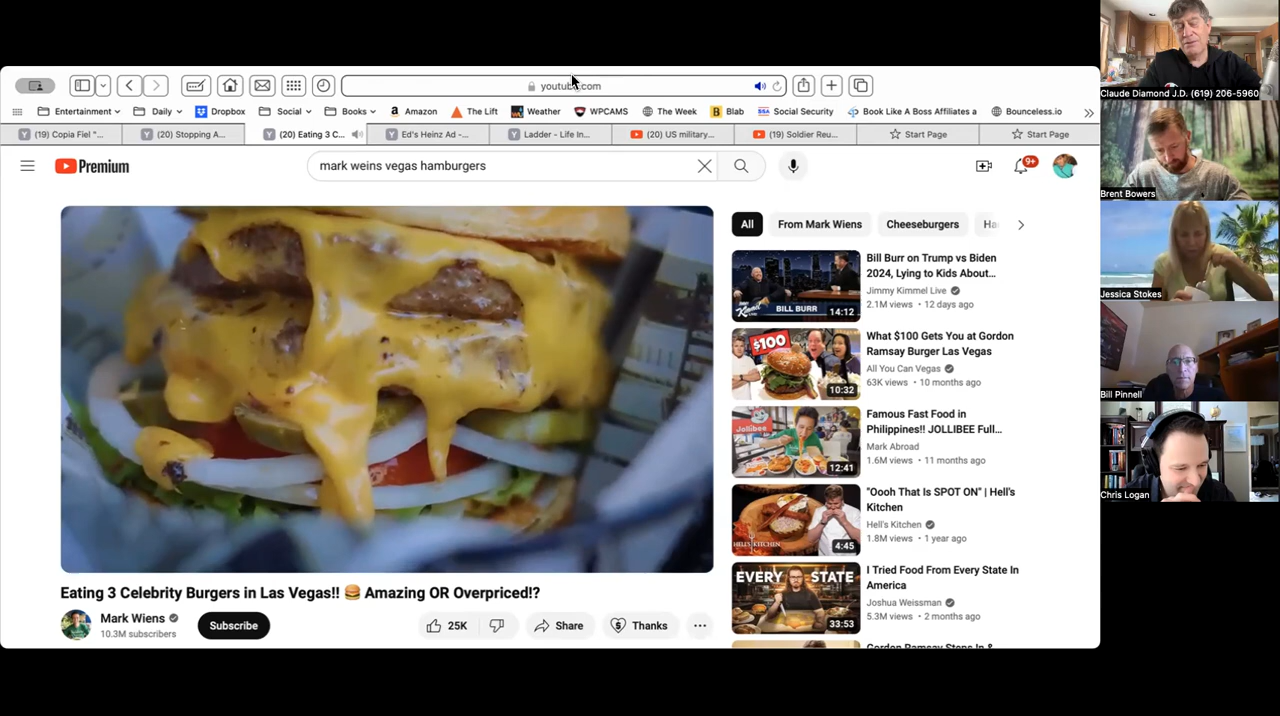 youtube.com
Entertainment
Daily
Dropbox
Social
Books
Amazon
The Lift
Weather
WPCAMS
The Week
Blab
SSA
Social Security
Book Like A Boss Affiliates a
Bounceless.io
(19) Copia Fiel "...
(20) Stopping A...
(20) Eating 3 C...
Ed's Heinz Ad -...
Ladder - Life In...
(20) US military...
(19) Soldier Reu...
Start Page
Start Page
Premium
mark weins vegas hamburgers
9+
All
From Mark Wiens
Cheeseburgers
Ha
Bill Burr on Trump vs Biden
2024, Lying to Kids About...
Jimmy Kimmel Live
2.1M views • 12 days ago
BILL BURR
14:12
What $100 Gets You at Gordon
Ramsay Burger Las Vegas
All You Can Vegas
63K views • 10 months ago
$100
10:32
Famous Fast Food in
Philippines!! JOLLIBEE Full...
Mark Abroad
1.6M views • 11 months ago
Jollibee
12:41
"Oooh That Is SPOT ON" | Hell's
Kitchen
Hell's Kitchen
1.8M views • 1 year ago
HELL'S KITCHEN
4:45
I Tried Food From Every State In
America
Joshua Weissman
5.3M views • 2 months ago
EVERY STATE
33:53
Gordon Ramsay Steps In &
Eating 3 Celebrity Burgers in Las Vegas!! 🍔 Amazing OR Overpriced!?
Mark Wiens
10.3M subscribers
Subscribe
25K
Share
Thanks
Claude Diamond J.D. (619) 206-5960
Brent Bowers
Jessica Stokes
Bill Pinnell
Chris Logan